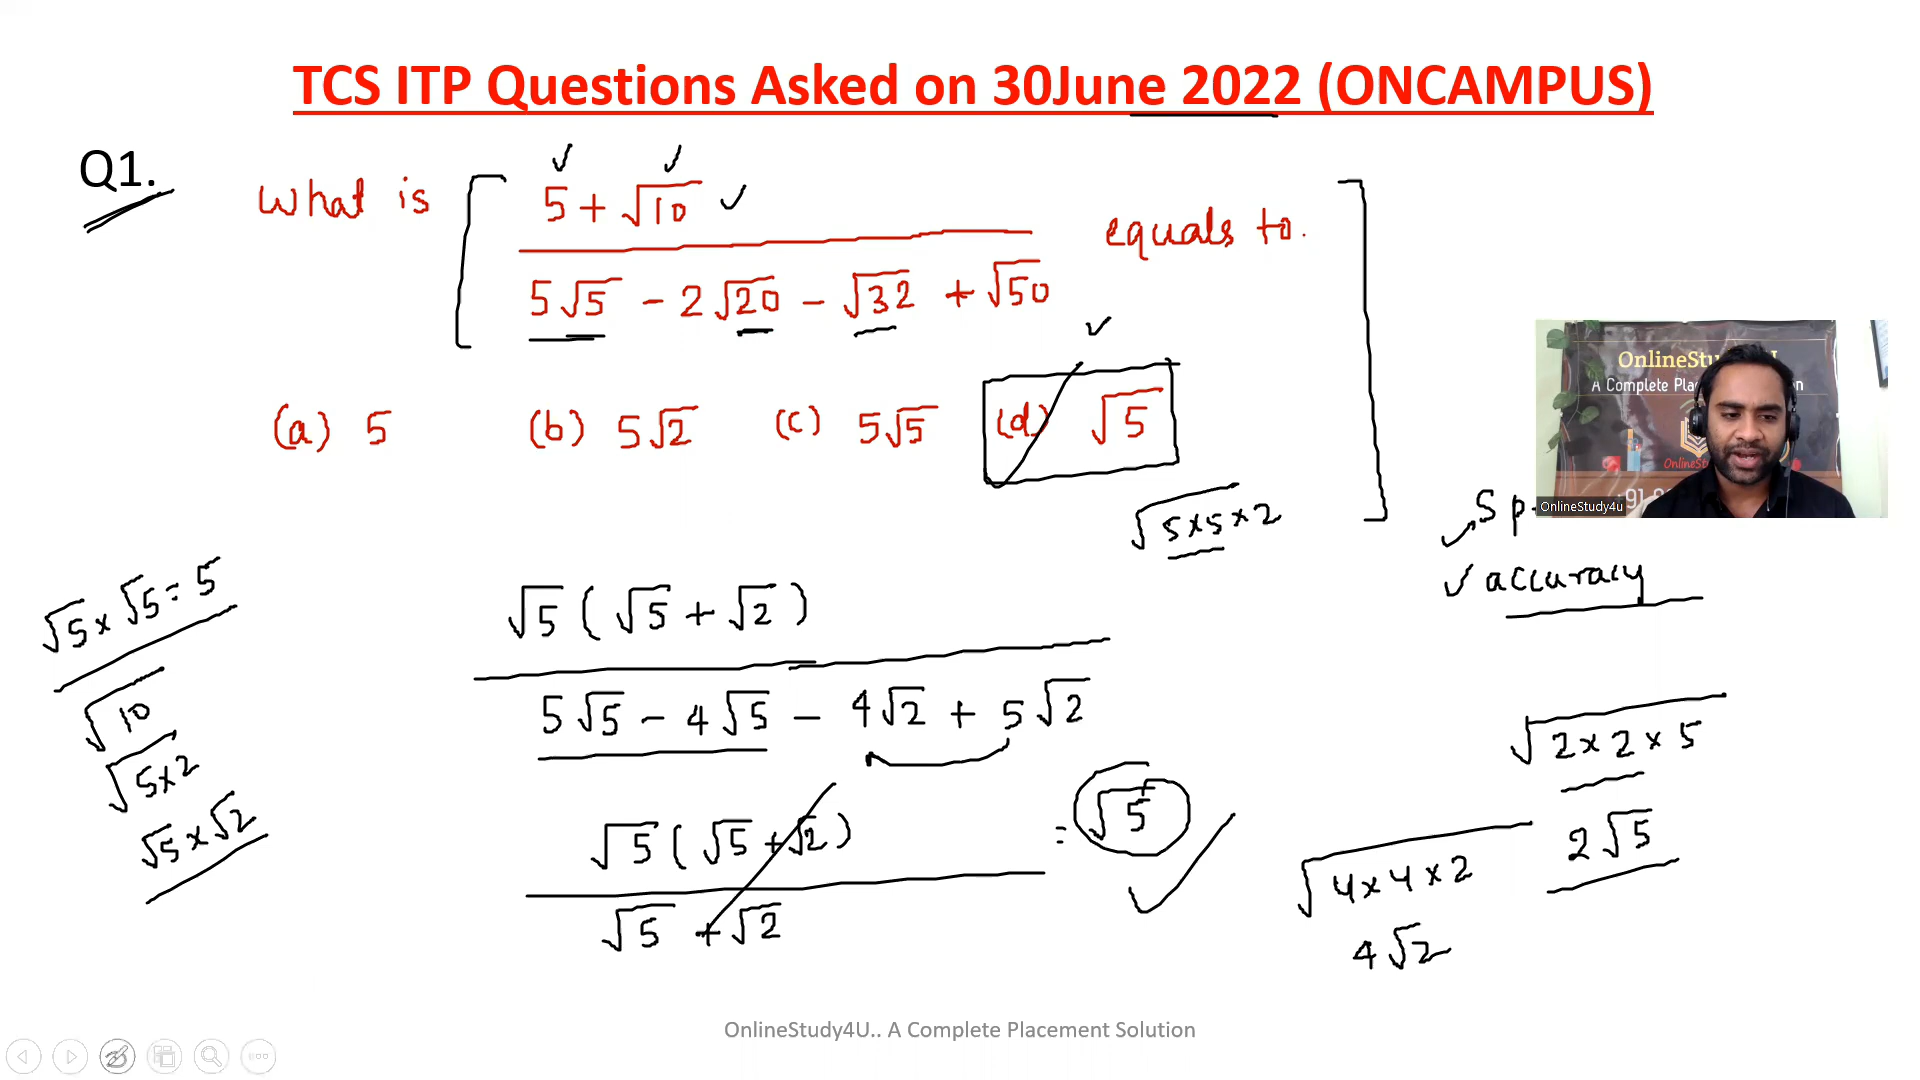 TCS ITP Questions Asked on 30June 2022 (ONCAMPUS)
Q1.
What is [ 5 + √10 / 5√5 - 2√20 - √32 + √50 equals to. ]
(a) 5 (b) 5√2 (c) 5√5 (d) √5
√5×5×2
OnlineSt
A Complete Pla
OnlineStudy4u
Sp
accuracy
√5 × √5 = 5
√10
√5×2
√5 × √2
√5 ( √5 + √2 )
5√5 - 4√5 - 4√2 + 5√2
√5 ( √5 + √2 ) = √5
√5 + √2
√2×2×5
2√5
√4×4×2
4√2
OnlineStudy4U.. A Complete Placement Solution